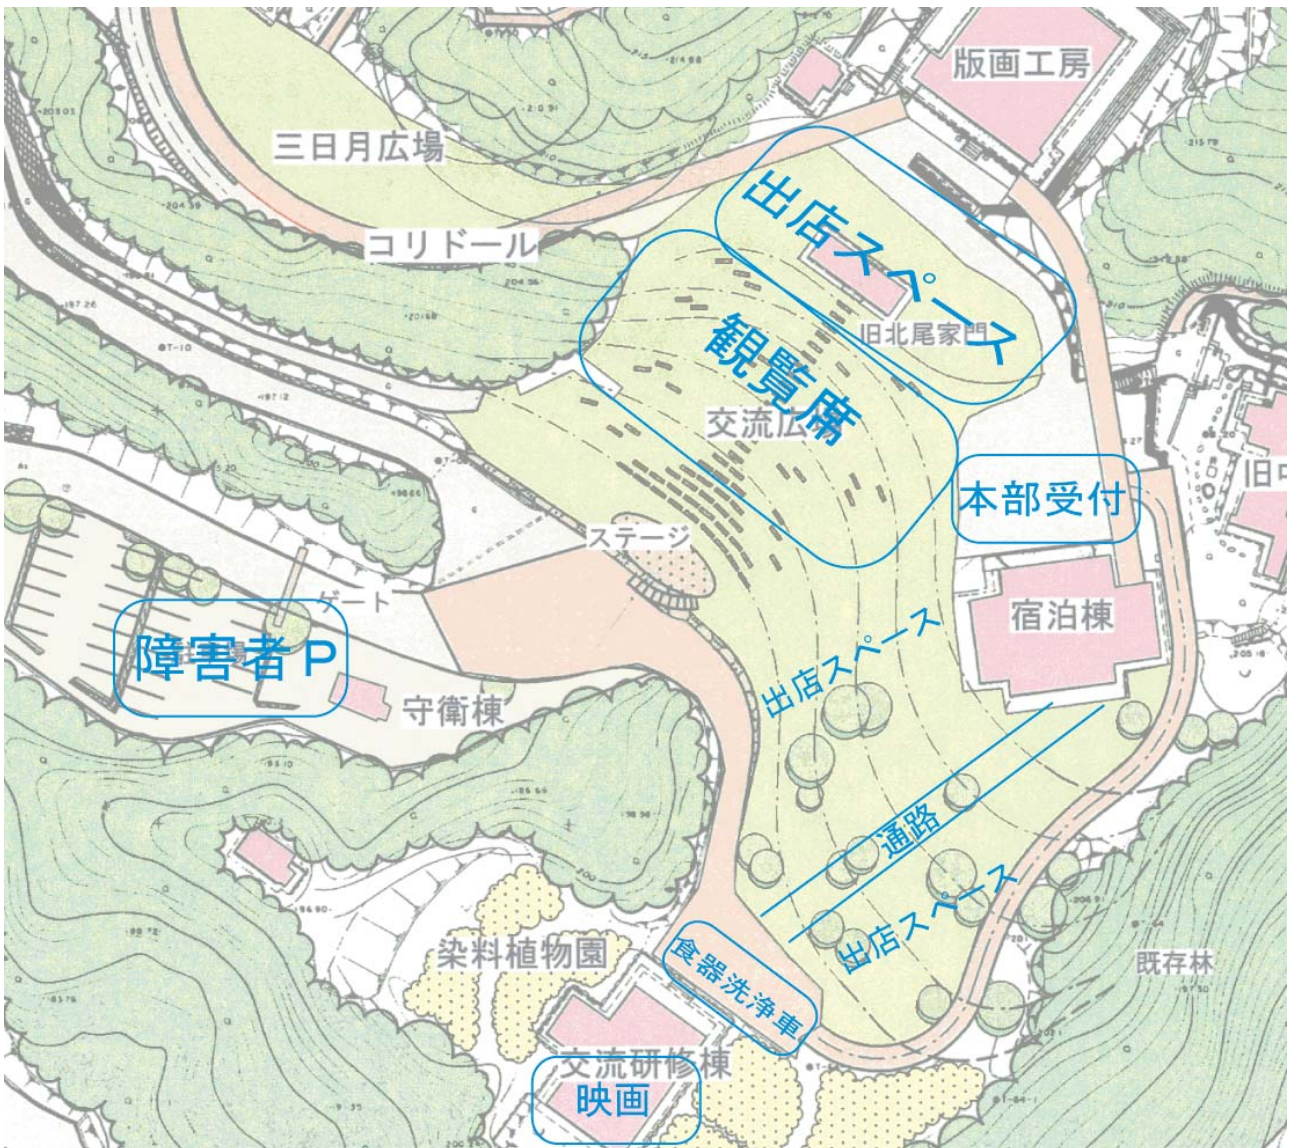 版画工房
三日月広場
出店スペース
コリドール
旧北尾家門
観覧席
交流広場
旧中
本部受付
ステージ
ゲート
宿泊棟
障害者P
出店スペース
守衛棟
通路
出店スペース
染料植物園
食器洗浄車
既存林
交流研修棟
映画